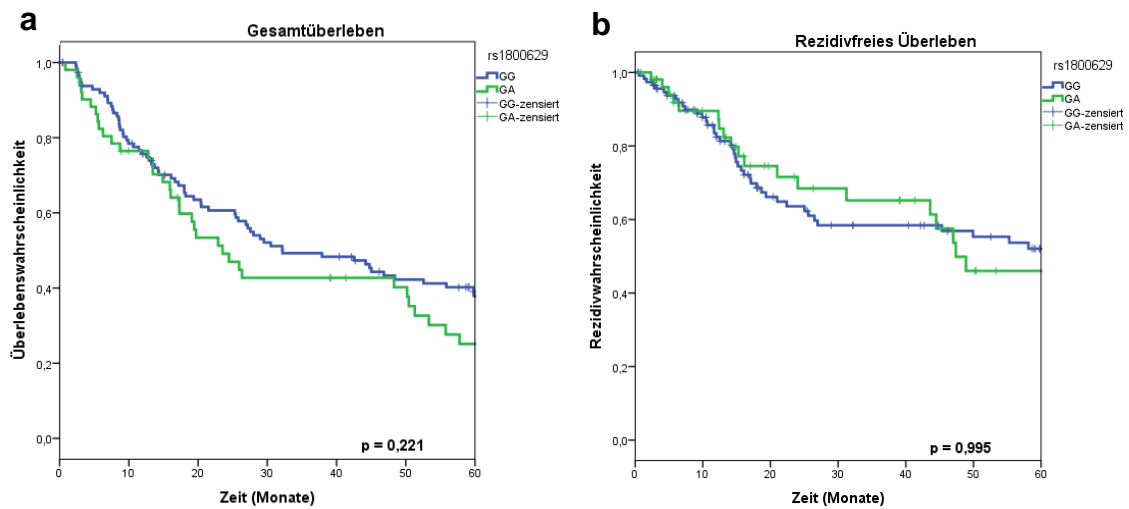 a
Gesamtüberleben
rs1800629
GG
GA
GG-zensiert
GA-zensiert
Überlebenswahrscheinlichkeit
1,0
0,8
0,6
0,4
0,2
0,0
p = 0,221
0 10 20 30 40 50 60
Zeit (Monate)
b
Rezidivfreies Überleben
rs1800629
GG
GA
GG-zensiert
GA-zensiert
Rezidivwahrscheinlichkeit
1,0
0,8
0,6
0,4
0,2
0,0
p = 0,995
0 10 20 30 40 50 60
Zeit (Monate)